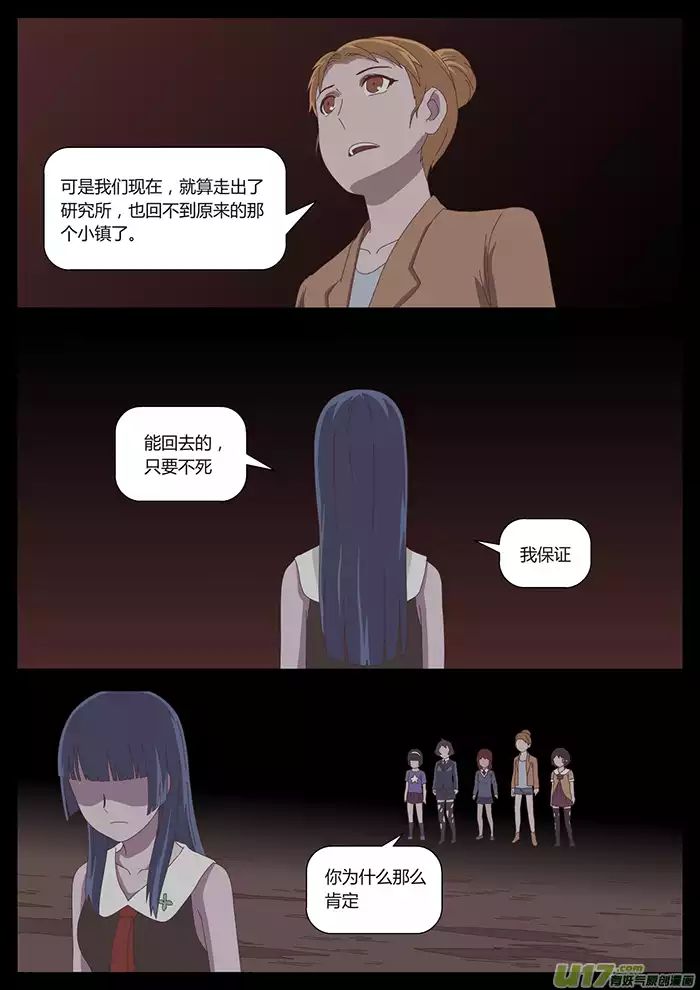 可是我们现在，就算走出了
研究所，也回不到原来的那
个小镇了。
能回去的，
只要不死
我保证
你为什么那么
肯定
U17.com
有妖气原创漫画